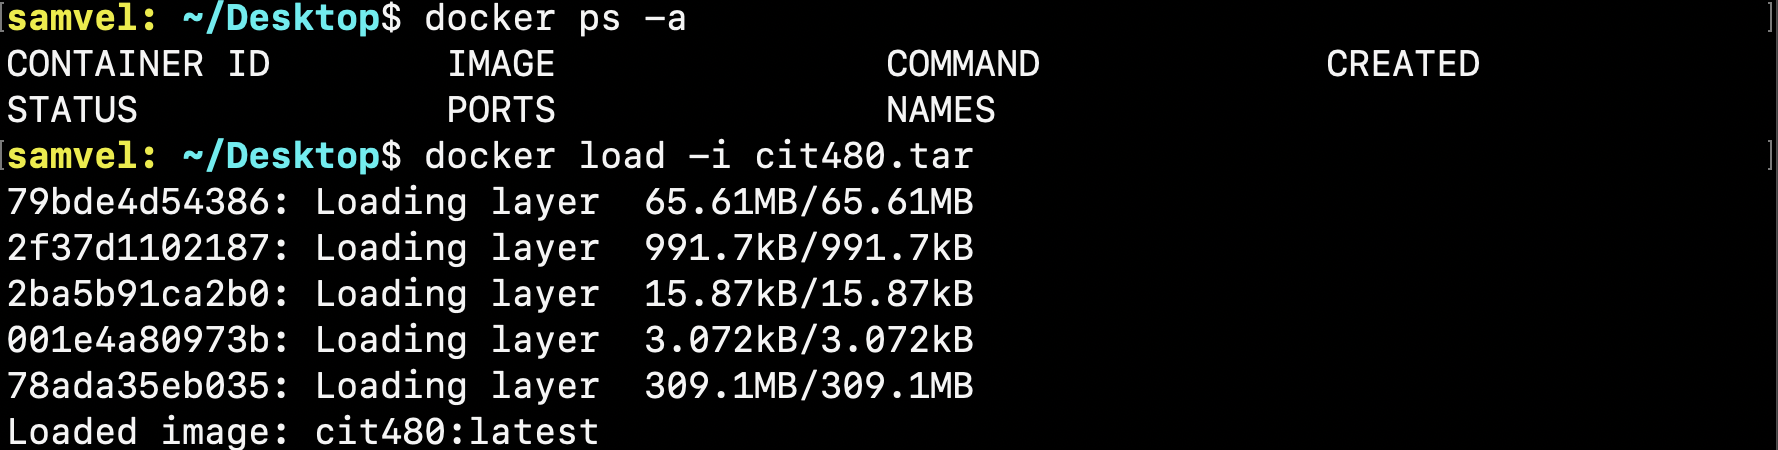 [samvel: ~/Desktop$ docker ps -a ]
CONTAINER ID        IMAGE               COMMAND             CREATED
STATUS              PORTS               NAMES
[samvel: ~/Desktop$ docker load -i cit480.tar ]
79bde4d54386: Loading layer  65.61MB/65.61MB
2f37d1102187: Loading layer  991.7kB/991.7kB
2ba5b91ca2b0: Loading layer  15.87kB/15.87kB
001e4a80973b: Loading layer  3.072kB/3.072kB
78ada35eb035: Loading layer  309.1MB/309.1MB
Loaded image: cit480:latest